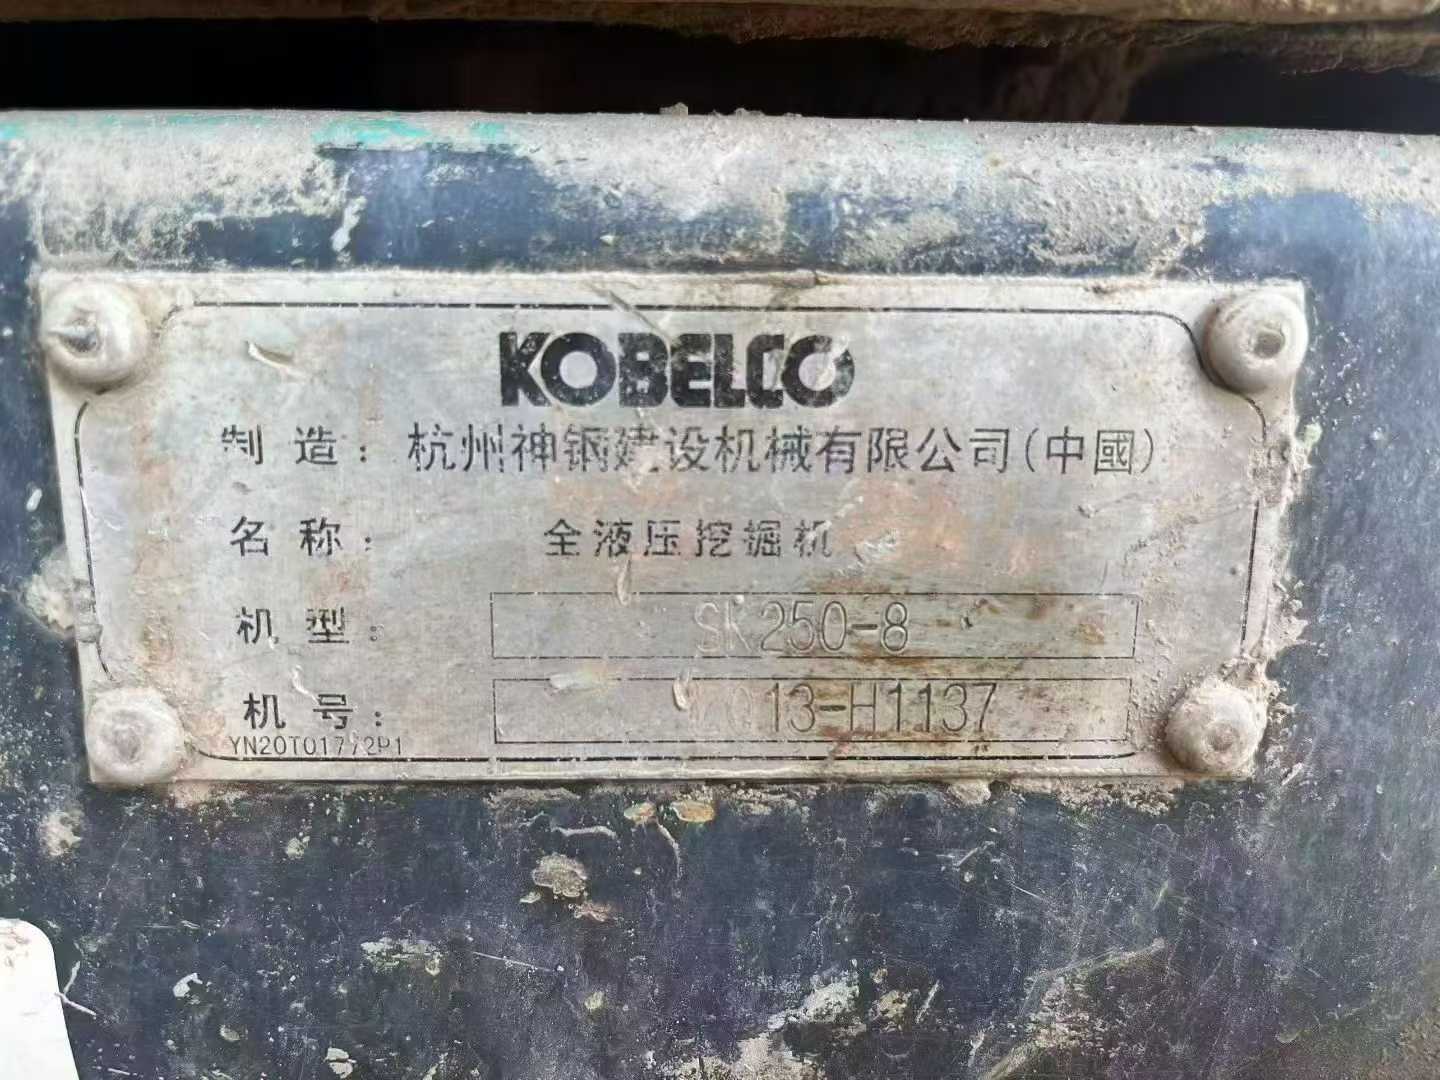 KOBELCO
制 造： 杭州神钢建设机械有限公司(中國)
名 称： 全液压挖掘机
机 型： SK250-8
机 号： 13-H1137
YN20T01772P1